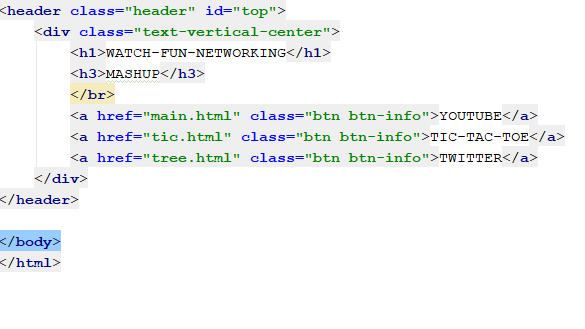 <header class="header" id="top">
<div class="text-vertical-center">
<h1>WATCH-FUN-NETWORKING</h1>
<h3>MASHUP</h3>
</br>
<a href="main.html" class="btn btn-info">YOUTUBE</a>
<a href="tic.html" class="btn btn-info">TIC-TAC-TOE</a>
<a href="tree.html" class="btn btn-info">TWITTER</a>
</div>
</header>
</body>
</html>